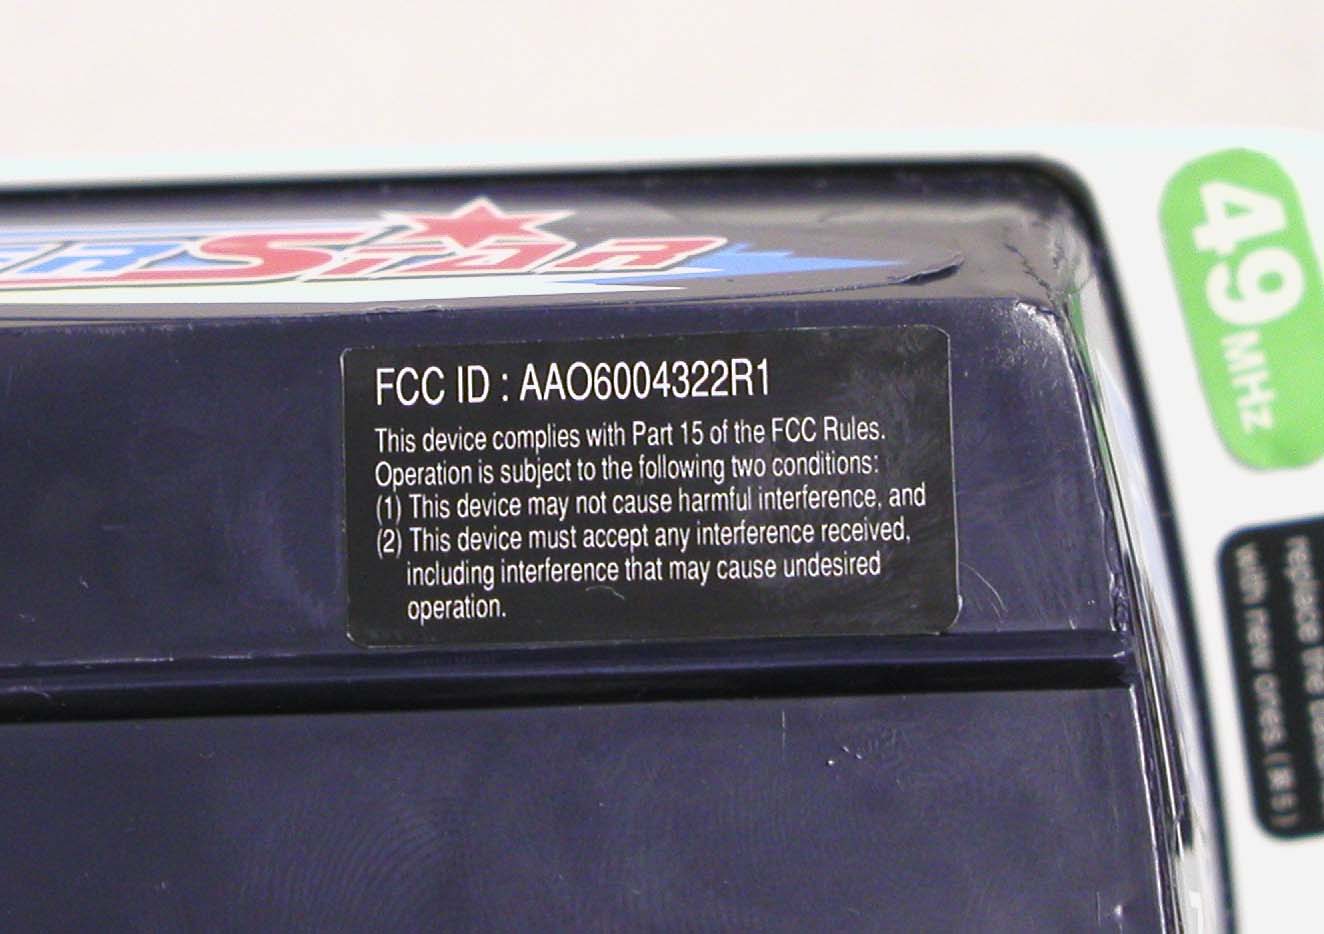 ERSTAR
FCC ID : AAO6004322R1
This device complies with Part 15 of the FCC Rules.
Operation is subject to the following two conditions:
(1) This device may not cause harmful interference, and
(2) This device must accept any interference received,
including interference that may cause undesired
operation.
49 MHz
replace the
with new ones